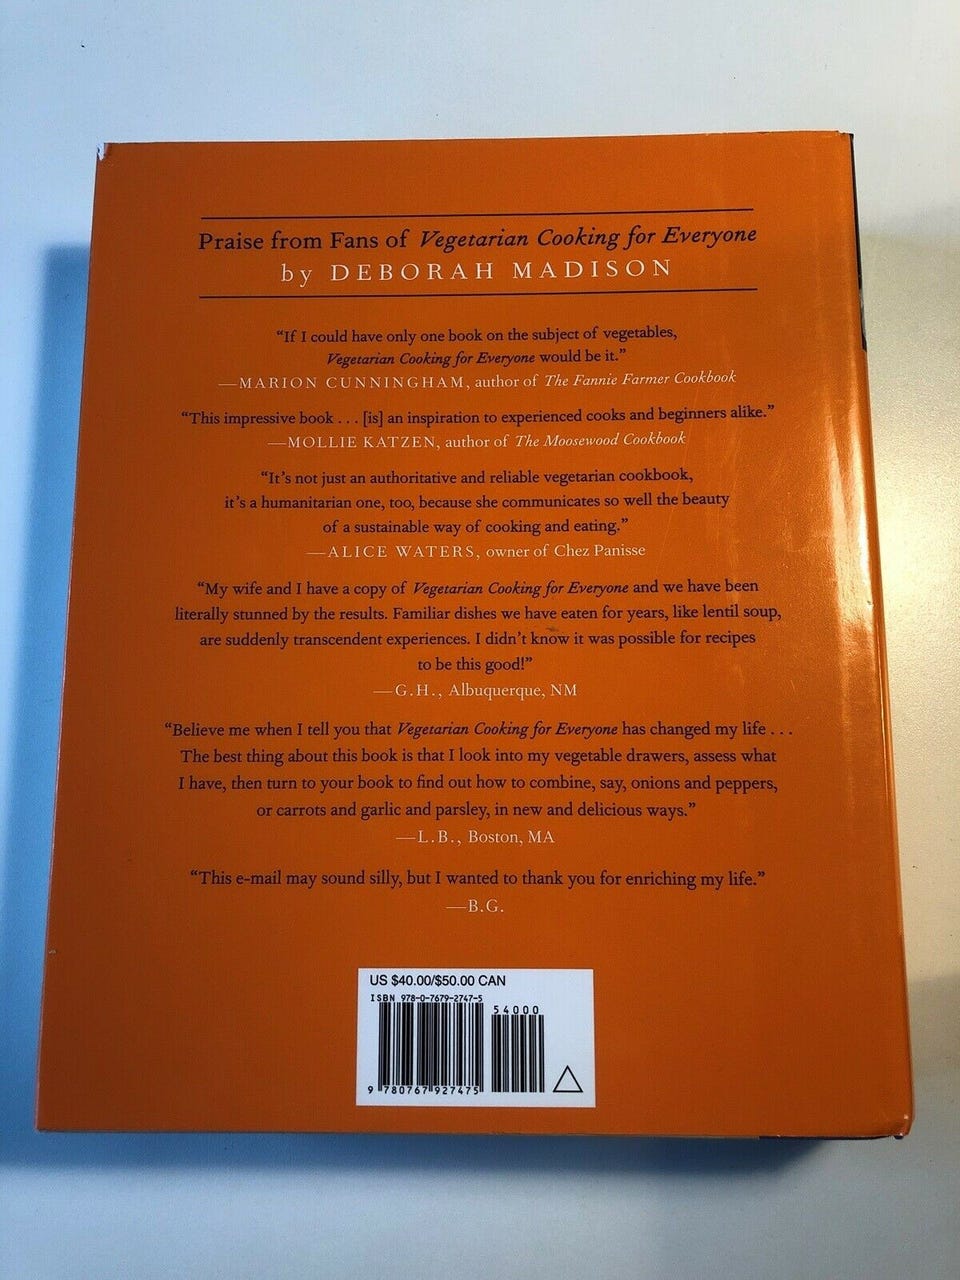 Praise from Fans of Vegetarian Cooking for Everyone
by DEBORAH MADISON
“If I could have only one book on the subject of vegetables,
Vegetarian Cooking for Everyone would be it.”
—MARION CUNNINGHAM, author of The Fannie Farmer Cookbook
“This impressive book . . . [is] an inspiration to experienced cooks and beginners alike.”
—MOLLIE KATZEN, author of The Moosewood Cookbook
“It’s not just an authoritative and reliable vegetarian cookbook,
it’s a humanitarian one, too, because she communicates so well the beauty
of a sustainable way of cooking and eating.”
—ALICE WATERS, owner of Chez Panisse
“My wife and I have a copy of Vegetarian Cooking for Everyone and we have been
literally stunned by the results. Familiar dishes we have eaten for years, like lentil soup,
are suddenly transcendent experiences. I didn’t know it was possible for recipes
to be this good!”
—G.H., Albuquerque, NM
“Believe me when I tell you that Vegetarian Cooking for Everyone has changed my life . . .
The best thing about this book is that I look into my vegetable drawers, assess what
I have, then turn to your book to find out how to combine, say, onions and peppers,
or carrots and garlic and parsley, in new and delicious ways.”
—L.B., Boston, MA
“This e-mail may sound silly, but I wanted to thank you for enriching my life.”
—B.G.
US $40.00/$50.00 CAN
ISBN 978-0-7679-2747-5
54000
9 780767 927475